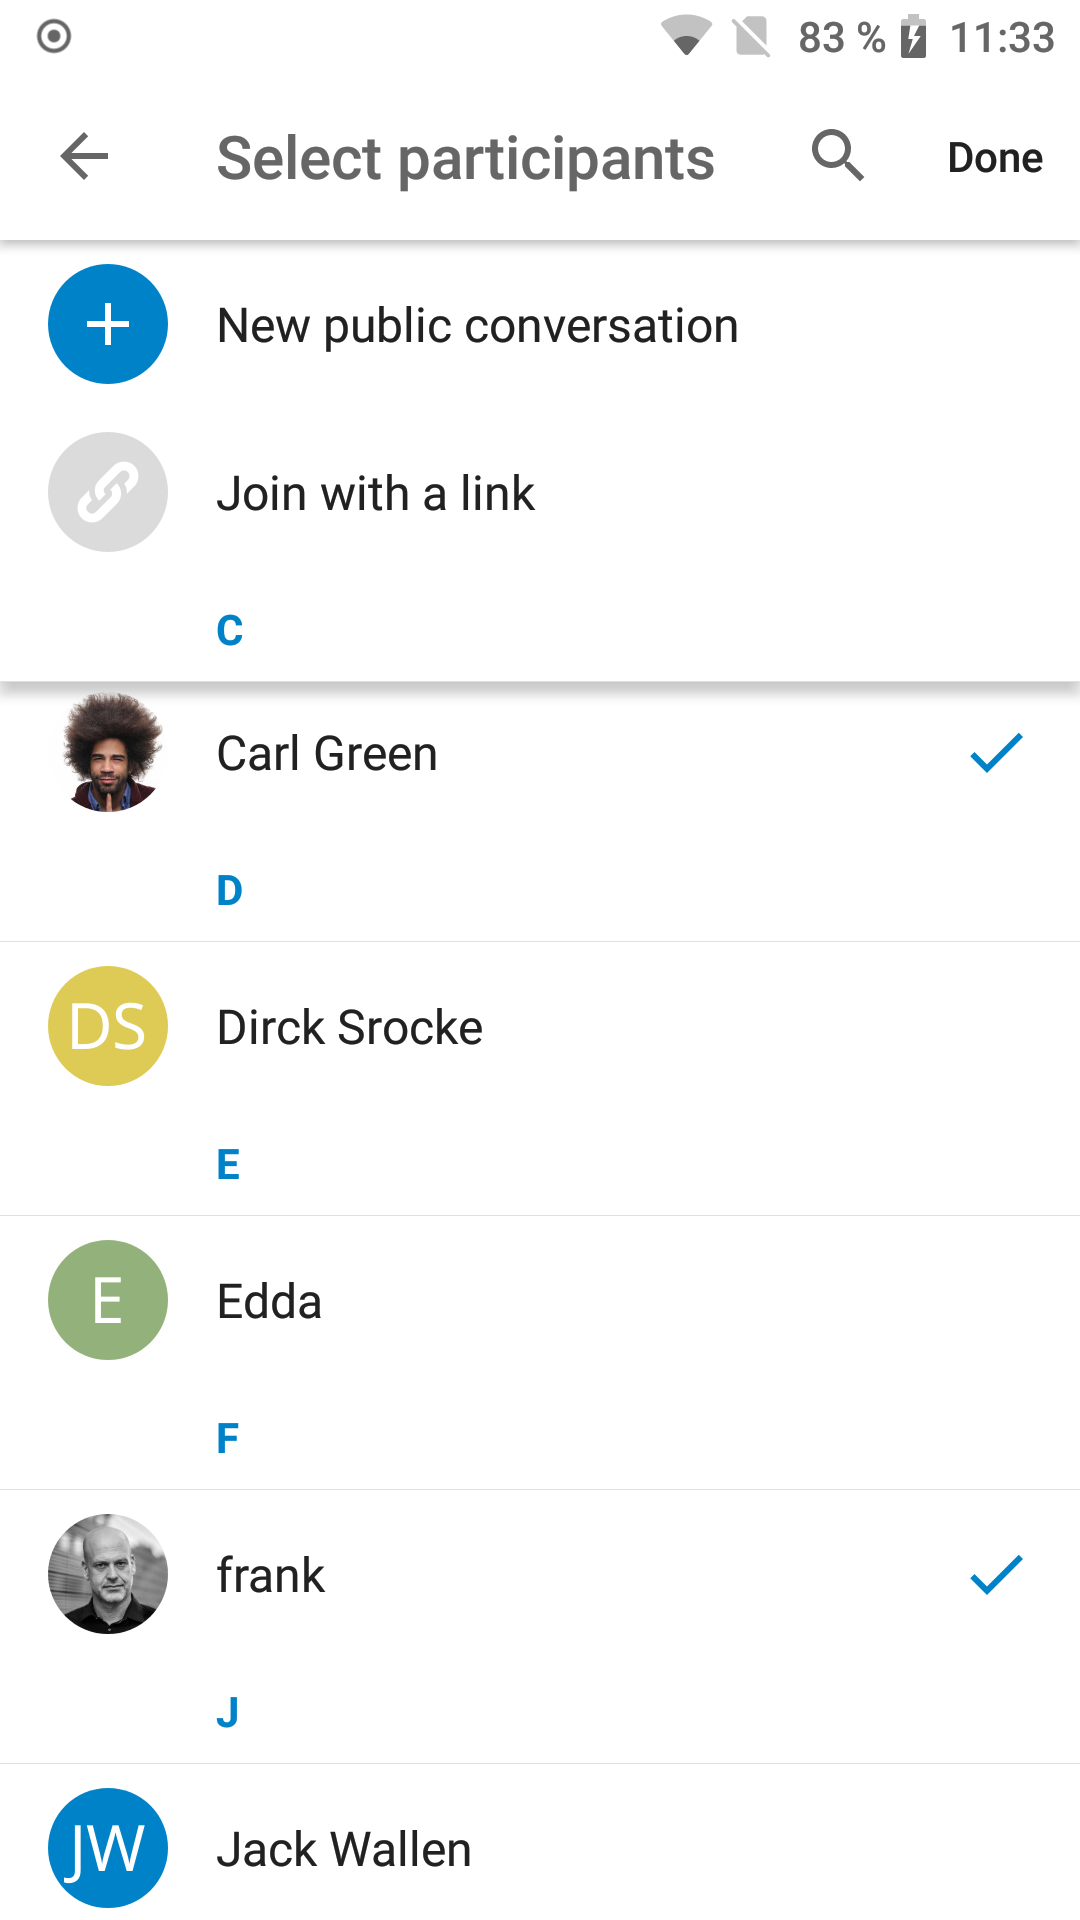 83 % 11:33
Select participants Done
New public conversation
Join with a link
C
Carl Green
D
DS Dirck Srocke
E
E Edda
F
frank
J
JW Jack Wallen